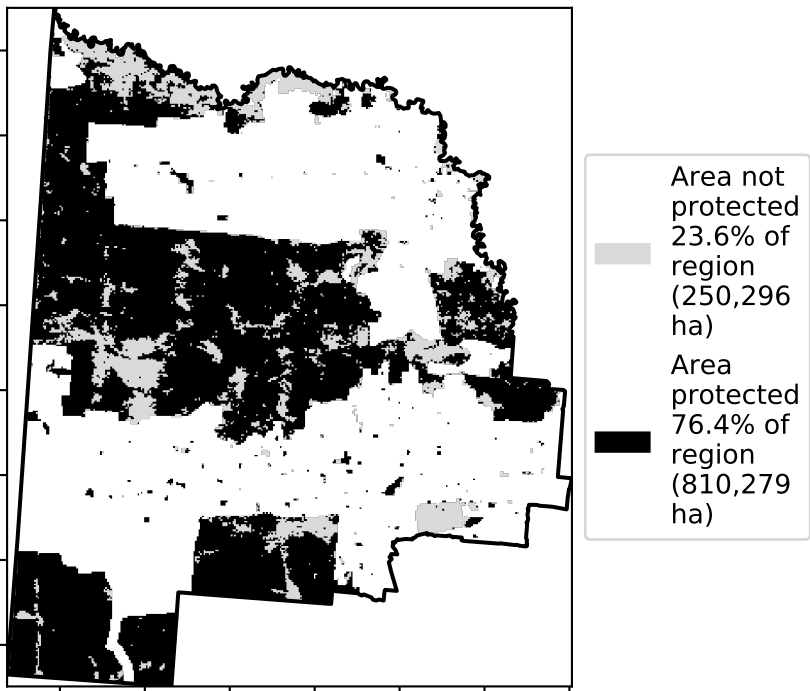 Area not
protected
23.6% of
region
(250,296
ha)
Area
protected
76.4% of
region
(810,279
ha)